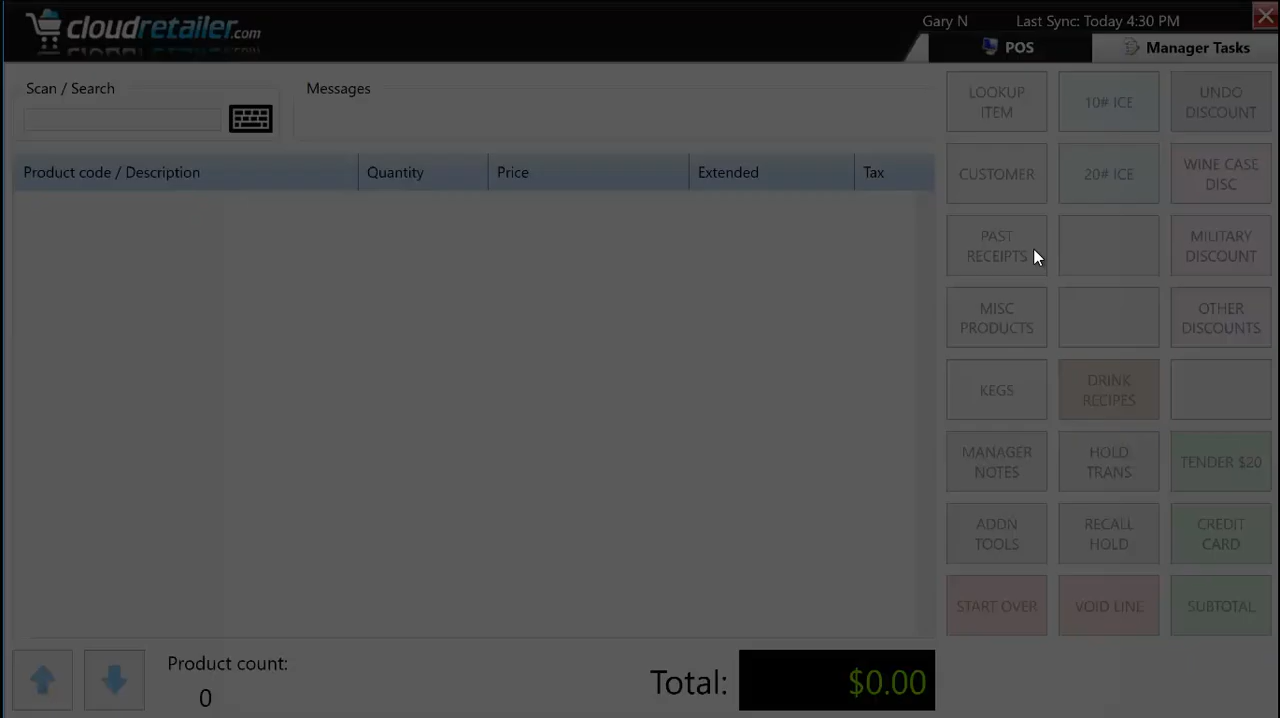 cloudretailer.com
Gary N
Last Sync: Today 4:30 PM
POS
Manager Tasks
Scan / Search
Messages
Product code / Description
Quantity
Price
Extended
Tax
LOOKUP
ITEM
10# ICE
UNDO
DISCOUNT
CUSTOMER
20# ICE
WINE CASE
DISC
PAST
RECEIPTS
MILITARY
DISCOUNT
MISC
PRODUCTS
OTHER
DISCOUNTS
KEGS
DRINK
RECIPES
MANAGER
NOTES
HOLD
TRANS
TENDER $20
ADDN
TOOLS
RECALL
HOLD
CREDIT
CARD
START OVER
VOID LINE
SUBTOTAL
Product count:
0
Total:
$0.00